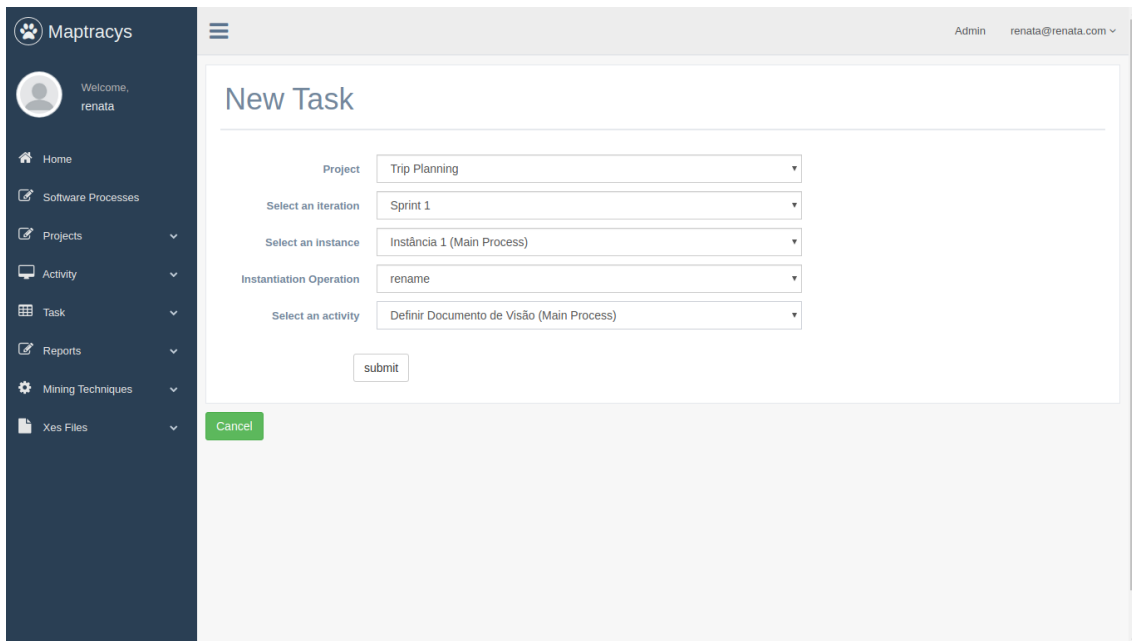 Maptracys
Admin renata@renata.com
Welcome,
renata
Home
Software Processes
Projects
Activity
Task
Reports
Mining Techniques
Xes Files
New Task
Project Trip Planning
Select an iteration Sprint 1
Select an instance Instância 1 (Main Process)
Instantiation Operation rename
Select an activity Definir Documento de Visão (Main Process)
submit
Cancel